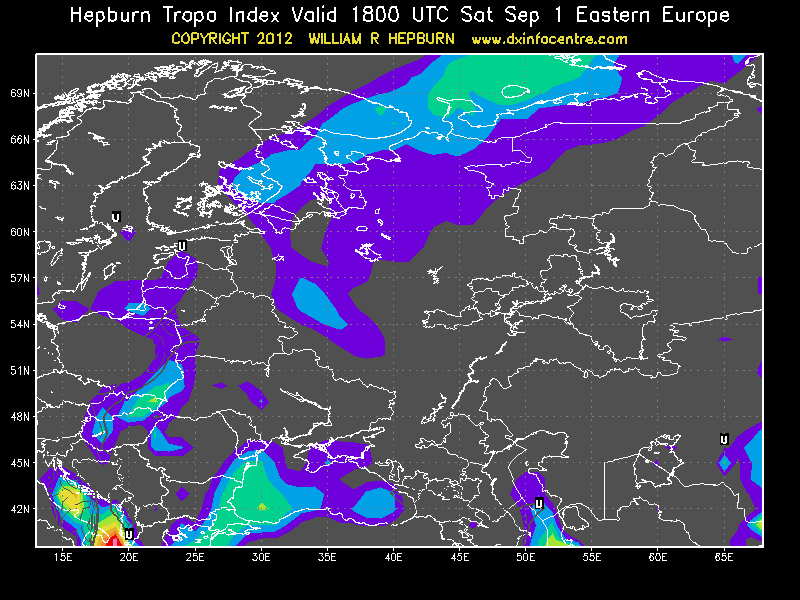 Hepburn Tropo Index Valid 1800 UTC Sat Sep 1 Eastern Europe
COPYRIGHT 2012 WILLIAM R HEPBURN www.dxinfocentre.com
69N
66N
63N
U
60N
U
57N
54N
51N
48N
U
45N
U
42N
U
15E 20E 25E 30E 35E 40E 45E 50E 55E 60E 65E